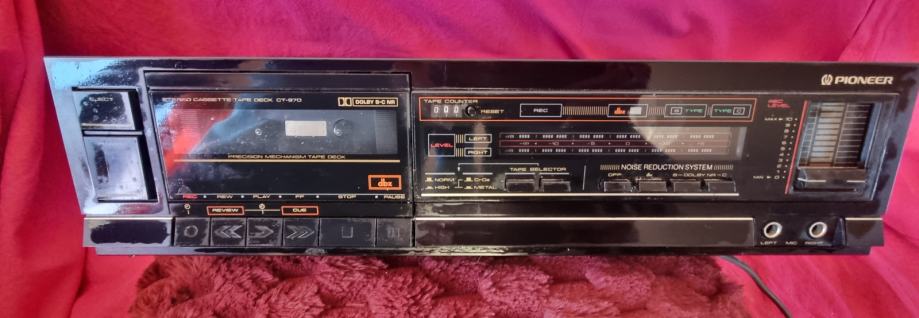 EJECT
STEREO CASSETTE TAPE DECK CT-970
DOLBY B-C NR
PRECISION MECHANISM TAPE DECK
dbx
REC REW PLAY FF STOP PAUSE
REVIEW CUE
TAPE COUNTER
RESET
REC
dbx
B TYPE
TYPE C
LEVEL
LEFT
RIGHT
TAPE SELECTOR
NORM
HIGH
CrO₂
METAL
NOISE REDUCTION SYSTEM
OFF dbx B-DOLBY NR-C
PIONEER
REC
LEVEL
MAX
MIN
LEFT MIC RIGHT